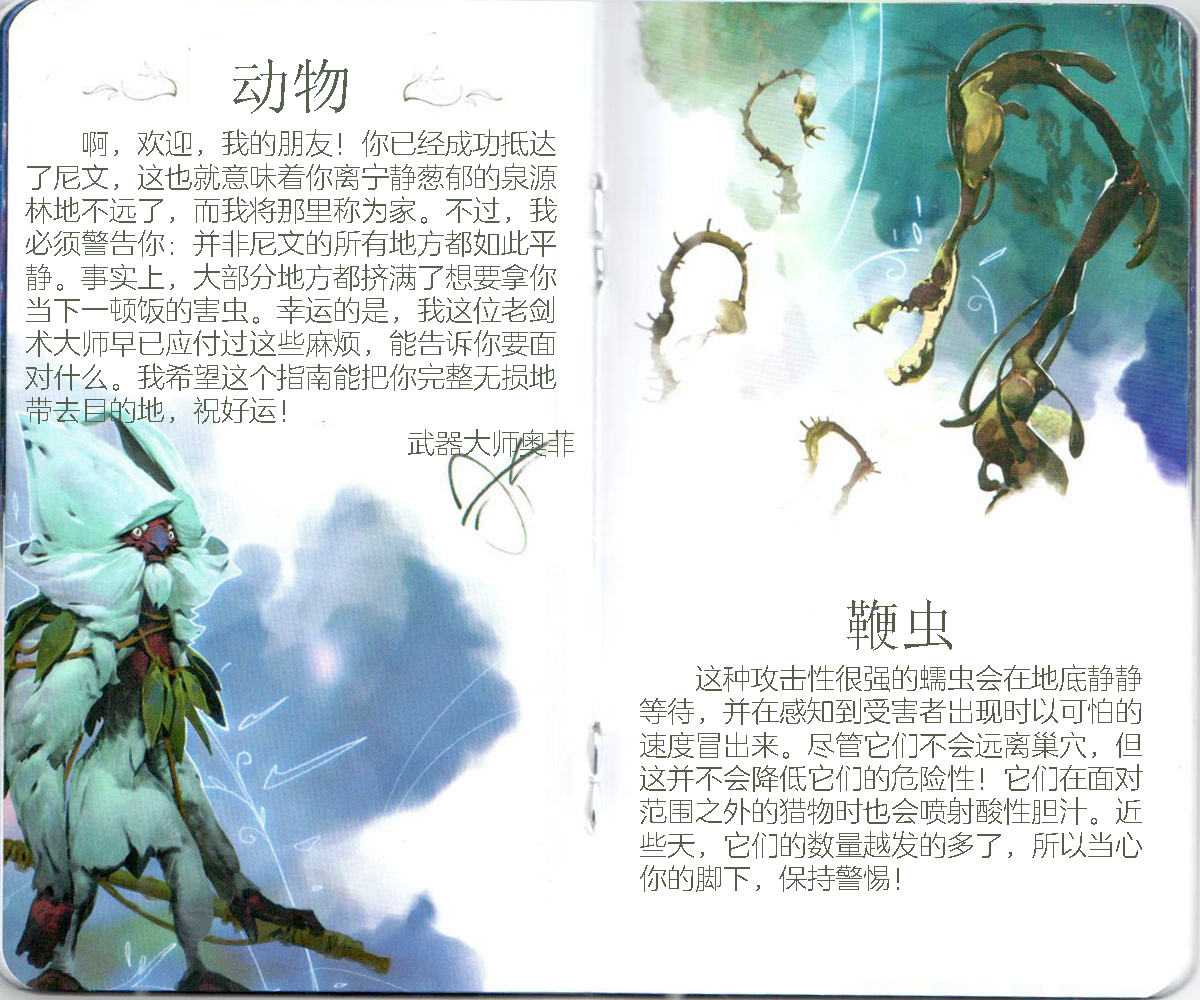 动物
啊，欢迎，我的朋友！你已经成功抵达
了尼文，这也就意味着你离宁静葱郁的泉源
林地不远了，而我将那里称为家。不过，我
必须警告你：并非尼文的所有地方都如此平
静。事实上，大部分地方都挤满了想要拿你
当下一顿饭的害虫。幸运的是，我这位老剑
术大师早已应付过这些麻烦，能告诉你要面
对什么。我希望这个指南能把你完整无损地
带去目的地，祝好运！
武器大师奥菲
鞭虫
这种攻击性很强的蠕虫会在地底静静
等待，并在感知到受害者出现时以可怕的
速度冒出来。尽管它们不会远离巢穴，但
这并不会降低它们的危险性！它们在面对
范围之外的猎物时也会喷射酸性胆汁。近
些天，它们的数量越发的多了，所以当心
你的脚下，保持警惕！